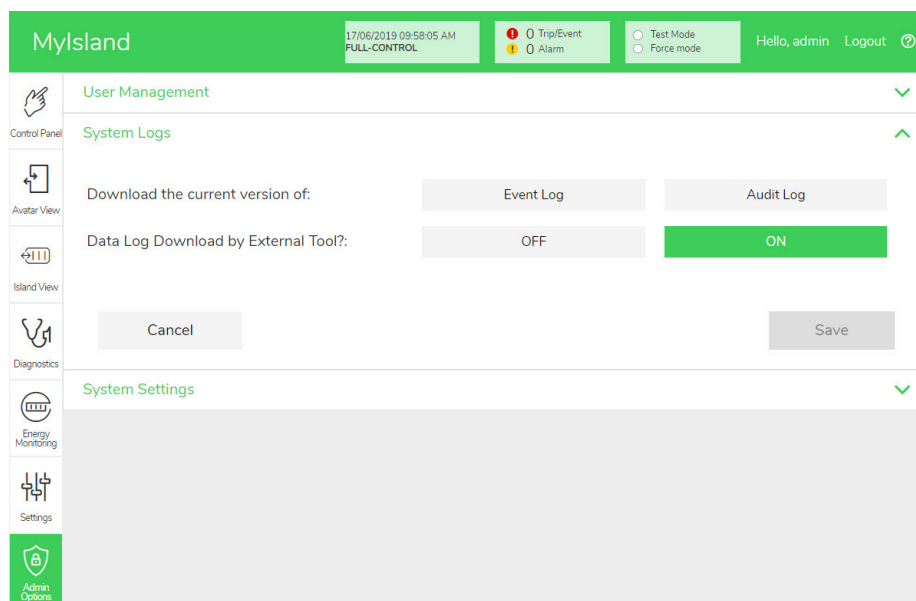 MyIsland
17/06/2019 09:58:05 AM
FULL-CONTROL
0 Trip/Event
0 Alarm
Test Mode
Force mode
Hello, admin
Logout
?
Control Panel
Avatar View
Island View
Diagnostics
Energy
Monitoring
Settings
Admin
Options
User Management
System Logs
Download the current version of:
Event Log
Audit Log
Data Log Download by External Tool?:
OFF
ON
Cancel
Save
System Settings